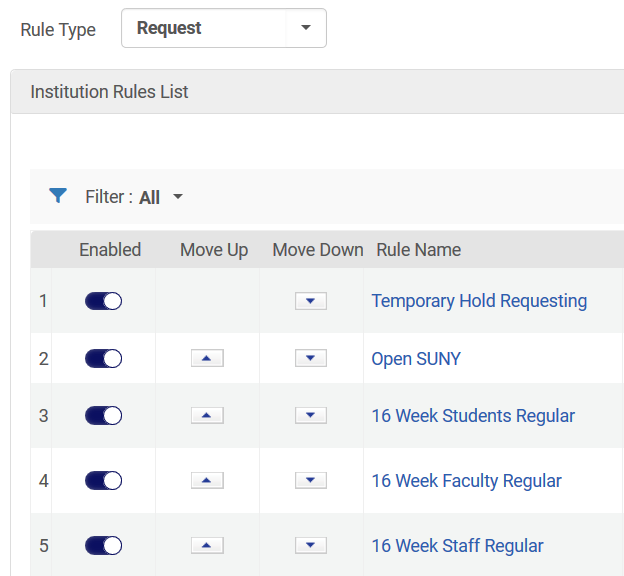 Rule Type Request
Institution Rules List
Filter : All
Enabled Move Up Move Down Rule Name
1 Temporary Hold Requesting
2 Open SUNY
3 16 Week Students Regular
4 16 Week Faculty Regular
5 16 Week Staff Regular